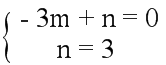 - 3m + n = 0
n = 3